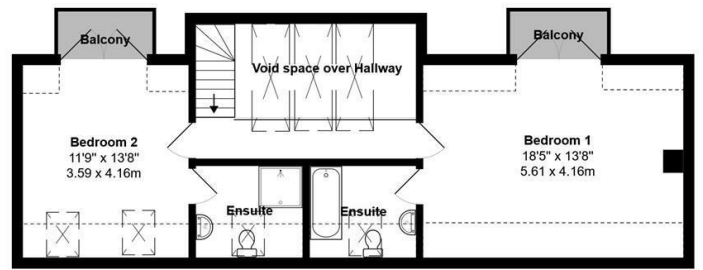 Balcony
Balcony
Void space over Hallway
Bedroom 2
11'9" x 13'8"
3.59 x 4.16m
Bedroom 1
18'5" x 13'8"
5.61 x 4.16m
Ensuite
Ensuite